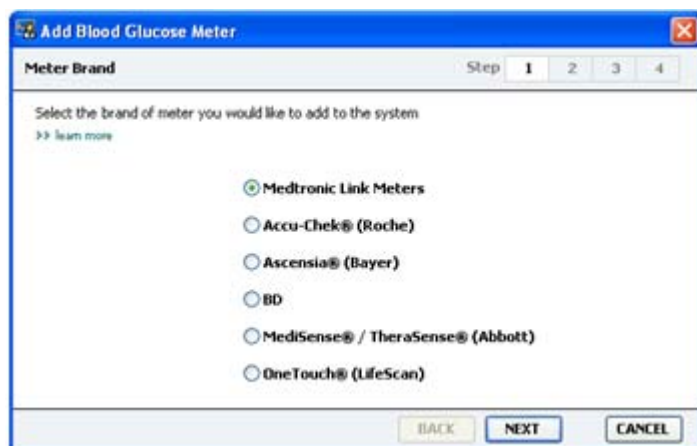 Add Blood Glucose Meter
Meter Brand Step 1 2 3 4
Select the brand of meter you would like to add to the system
>> learn more
Medtronic Link Meters
Accu-Chek® (Roche)
Ascensia® (Bayer)
BD
MediSense® / TheraSense® (Abbott)
OneTouch® (LifeScan)
BACK NEXT CANCEL